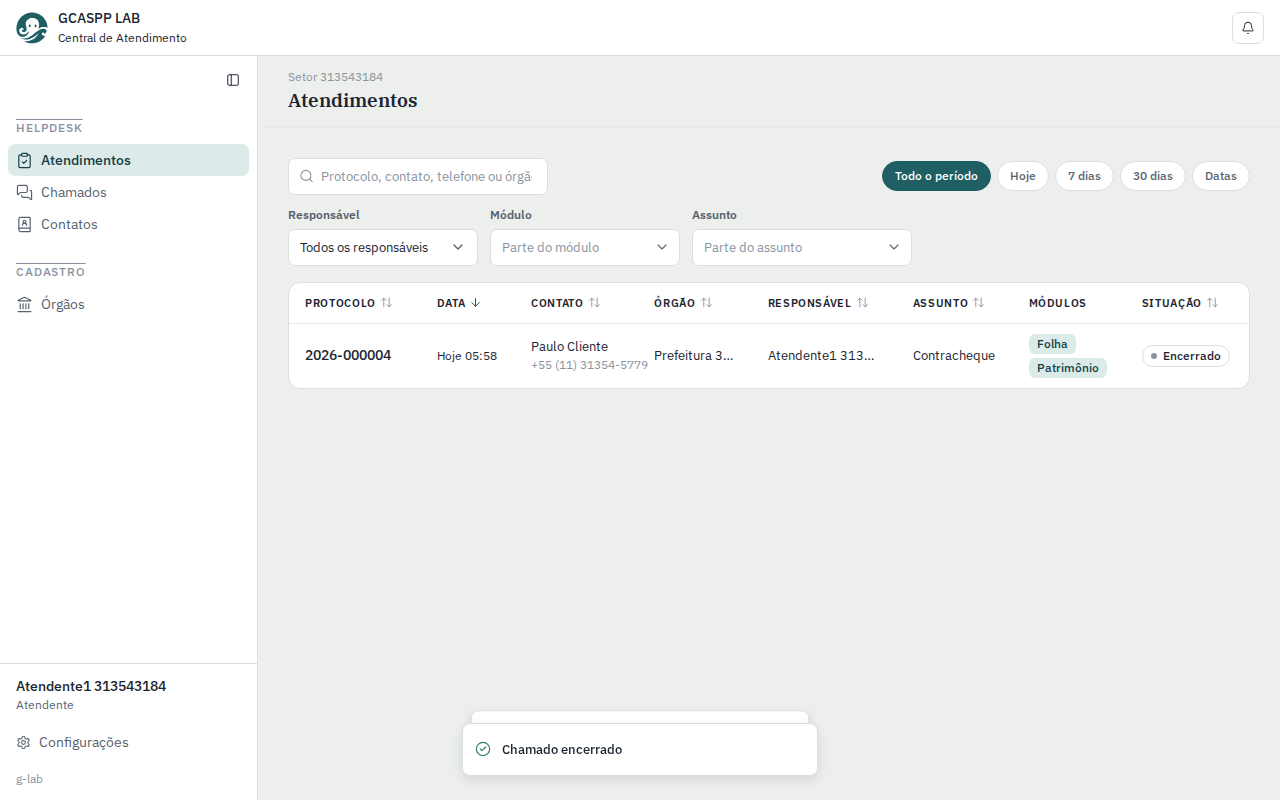 GCASPP LAB
Central de Atendimento
HELPDESK
Atendimentos
Chamados
Contatos
CADASTRO
Órgãos
Atendente1 313543184
Atendente
Configurações
g-lab
Setor 313543184
Atendimentos
Protocolo, contato, telefone ou órgã
Todo o período
Hoje
7 dias
30 dias
Datas
Responsável
Módulo
Assunto
Todos os responsáveis
Parte do módulo
Parte do assunto
PROTOCOLO
DATA
CONTATO
ÓRGÃO
RESPONSÁVEL
ASSUNTO
MÓDULOS
SITUAÇÃO
2026-000004
Hoje 05:58
Paulo Cliente
+55 (11) 31354-5779
Prefeitura 3...
Atendente1 313...
Contracheque
Folha
Patrimônio
Encerrado
Chamado encerrado